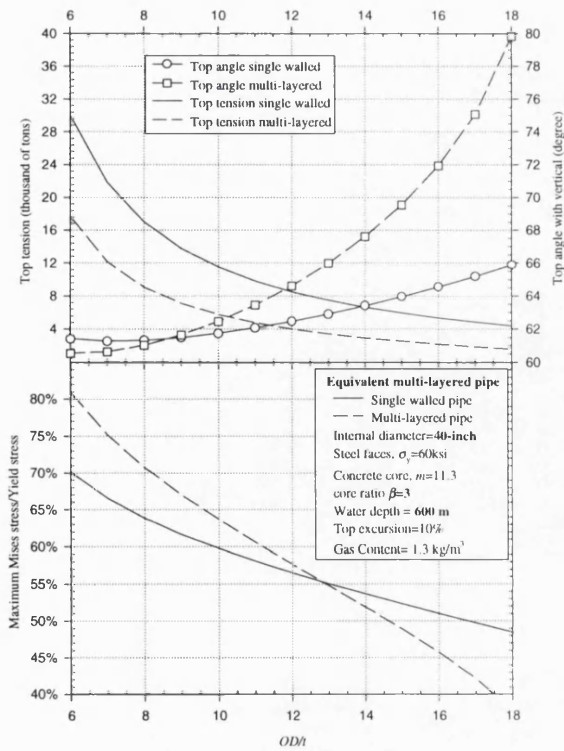 6 8 10 12 14 16 18
40
36
32
28
24
20
16
12
8
4
Top tension (thousand of tons)
80
78
76
74
72
70
68
66
64
62
60
Top angle with vertical (degree)
Top angle single walled
Top angle multi-layered
Top tension single walled
Top tension multi-layered
80%
75%
70%
65%
60%
55%
50%
45%
40%
Maximum Mises stress/Yield stress
Equivalent multi-layered pipe
Single walled pipe
Multi-layered pipe
Internal diameter=40-inch
Steel faces, σy=60ksi
Concrete core, m=11.3
core ratio β=3
Water depth = 600 m
Top excursion=10%
Gas Content= 1.3 kg/m³
6 8 10 12 14 16 18
OD/t